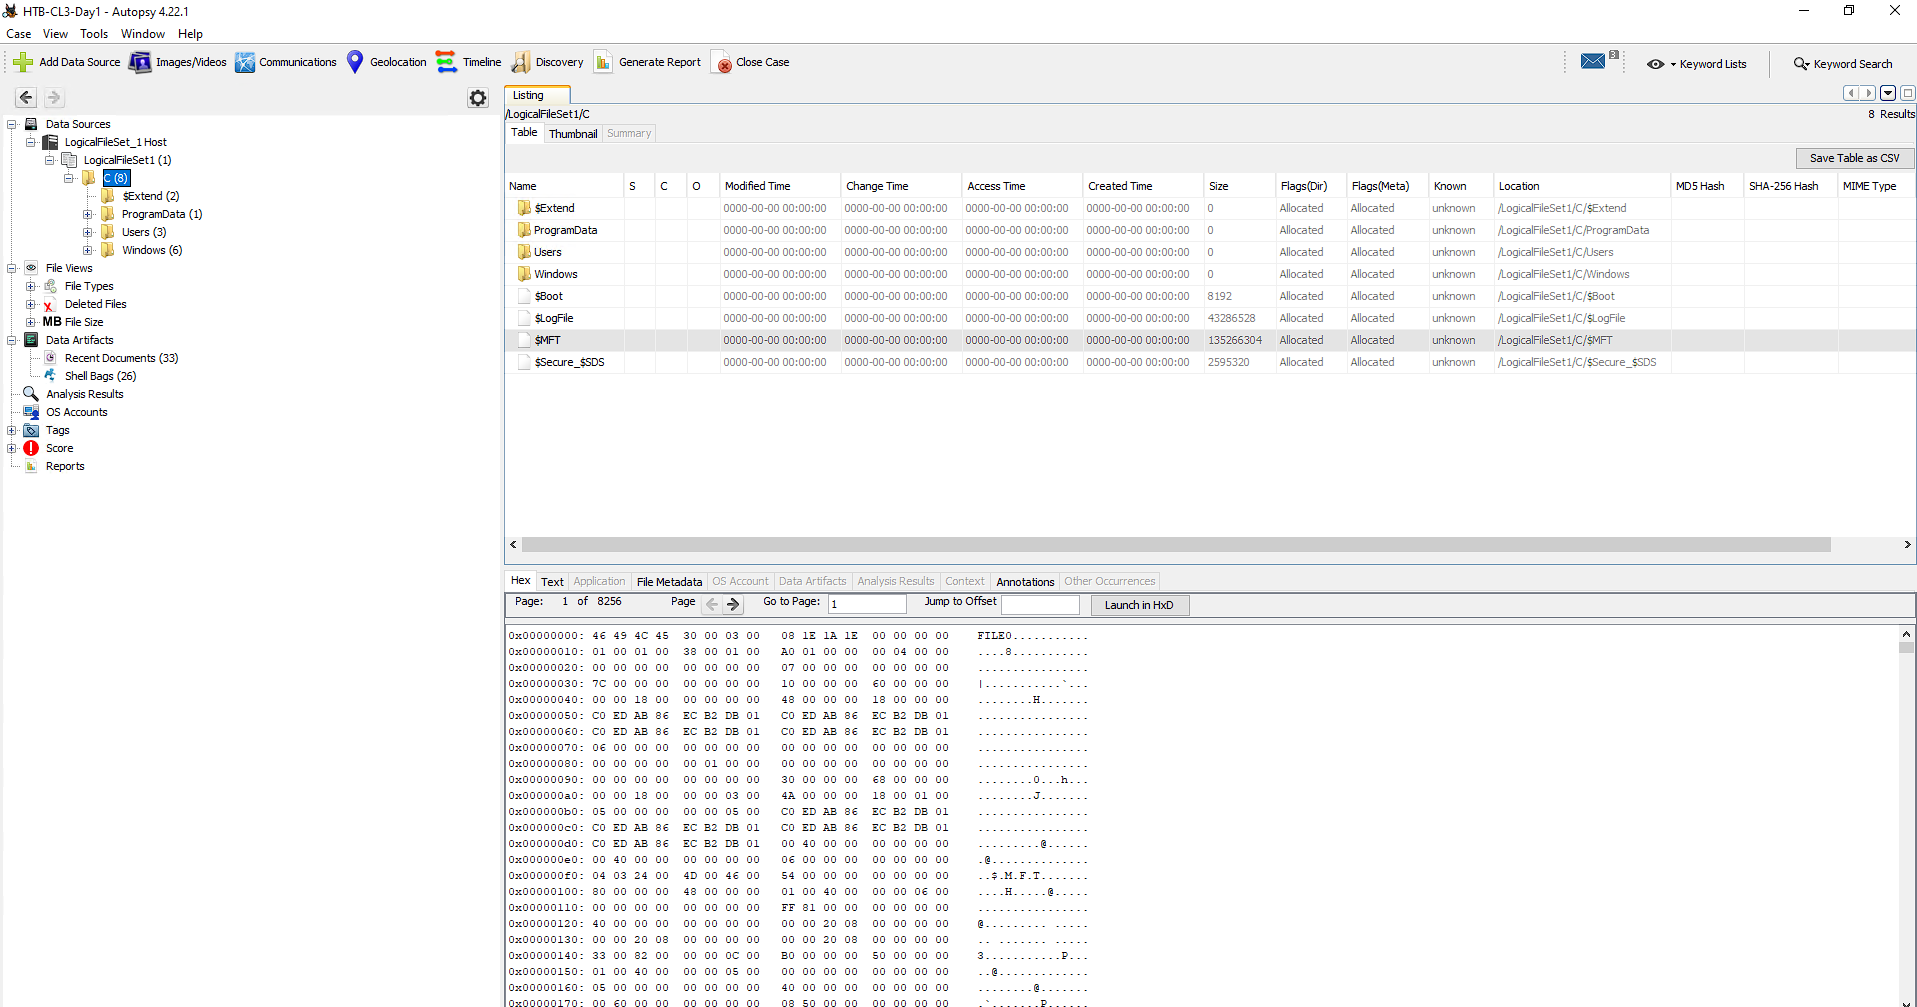 HTB-CL3-Day1 - Autopsy 4.22.1
Case View Tools Window Help
Add Data Source Images/Videos Communications Geolocation Timeline Discovery Generate Report Close Case 3 Keyword Lists Keyword Search
Data Sources
LogicalFileSet_1 Host
LogicalFileSet1 (1)
C (8)
$Extend (2)
ProgramData (1)
Users (3)
Windows (6)
File Views
File Types
Deleted Files
MB File Size
Data Artifacts
Recent Documents (33)
Shell Bags (26)
Analysis Results
OS Accounts
Tags
Score
Reports
Listing
/LogicalFileSet1/C
8 Results
Table Thumbnail Summary
Save Table as CSV
Name S C O Modified Time Change Time Access Time Created Time Size Flags(Dir) Flags(Meta) Known Location MD5 Hash SHA-256 Hash MIME Type
$Extend 0000-00-00 00:00:00 0000-00-00 00:00:00 0000-00-00 00:00:00 0000-00-00 00:00:00 0 Allocated Allocated unknown /LogicalFileSet1/C/$Extend
ProgramData 0000-00-00 00:00:00 0000-00-00 00:00:00 0000-00-00 00:00:00 0000-00-00 00:00:00 0 Allocated Allocated unknown /LogicalFileSet1/C/ProgramData
Users 0000-00-00 00:00:00 0000-00-00 00:00:00 0000-00-00 00:00:00 0000-00-00 00:00:00 0 Allocated Allocated unknown /LogicalFileSet1/C/Users
Windows 0000-00-00 00:00:00 0000-00-00 00:00:00 0000-00-00 00:00:00 0000-00-00 00:00:00 0 Allocated Allocated unknown /LogicalFileSet1/C/Windows
$Boot 0000-00-00 00:00:00 0000-00-00 00:00:00 0000-00-00 00:00:00 0000-00-00 00:00:00 8192 Allocated Allocated unknown /LogicalFileSet1/C/$Boot
$LogFile 0000-00-00 00:00:00 0000-00-00 00:00:00 0000-00-00 00:00:00 0000-00-00 00:00:00 43286528 Allocated Allocated unknown /LogicalFileSet1/C/$LogFile
$MFT 0000-00-00 00:00:00 0000-00-00 00:00:00 0000-00-00 00:00:00 0000-00-00 00:00:00 135266304 Allocated Allocated unknown /LogicalFileSet1/C/$MFT
$Secure_$SDS 0000-00-00 00:00:00 0000-00-00 00:00:00 0000-00-00 00:00:00 0000-00-00 00:00:00 2595320 Allocated Allocated unknown /LogicalFileSet1/C/$Secure_$SDS
Hex Text Application File Metadata OS Account Data Artifacts Analysis Results Context Annotations Other Occurrences
Page: 1 of 8256 Page Go to Page: 1 Jump to Offset Launch in HxD
0x00000000: 46 49 4C 45 30 00 03 00 08 1E 1A 1E 00 00 00 00 FILE0...........
0x00000010: 01 00 01 00 38 00 01 00 A0 01 00 00 00 04 00 00 ....8...........
0x00000020: 00 00 00 00 00 00 00 00 07 00 00 00 00 00 00 00 ................
0x00000030: 7C 00 00 00 00 00 00 00 10 00 00 00 60 00 00 00 |...........`...
0x00000040: 00 00 18 00 00 00 00 00 48 00 00 00 18 00 00 00 ........H.......
0x00000050: C0 ED AB 86 EC B2 DB 01 C0 ED AB 86 EC B2 DB 01 ................
0x00000060: C0 ED AB 86 EC B2 DB 01 C0 ED AB 86 EC B2 DB 01 ................
0x00000070: 06 00 00 00 00 00 00 00 00 00 00 00 00 00 00 00 ................
0x00000080: 00 00 00 00 00 01 00 00 00 00 00 00 00 00 00 00 ................
0x00000090: 00 00 00 00 00 00 00 00 30 00 00 00 68 00 00 00 ........0...h...
0x000000a0: 00 00 18 00 00 00 03 00 4A 00 00 00 18 00 01 00 ........J.......
0x000000b0: 05 00 00 00 00 00 05 00 C0 ED AB 86 EC B2 DB 01 ................
0x000000c0: C0 ED AB 86 EC B2 DB 01 C0 ED AB 86 EC B2 DB 01 ................
0x000000d0: C0 ED AB 86 EC B2 DB 01 00 40 00 00 00 00 00 00 .........@......
0x000000e0: 00 40 00 00 00 00 00 00 06 00 00 00 00 00 00 00 .@..............
0x000000f0: 04 03 24 00 4D 00 46 00 54 00 00 00 00 00 00 00 ..$.M.F.T.......
0x00000100: 80 00 00 00 48 00 00 00 01 00 40 00 00 00 06 00 ....H.....@.....
0x00000110: 00 00 00 00 00 00 00 00 FF 81 00 00 00 00 00 00 ................
0x00000120: 40 00 00 00 00 00 00 00 00 00 20 08 00 00 00 00 @......... .....
0x00000130: 00 00 20 08 00 00 00 00 00 00 20 08 00 00 00 00 .. ....... .....
0x00000140: 33 00 82 00 00 00 0C 00 B0 00 00 00 50 00 00 00 3...........P...
0x00000150: 01 00 40 00 00 00 05 00 00 00 00 00 00 00 00 00 ..@.............
0x00000160: 05 00 00 00 00 00 00 00 40 00 00 00 00 00 00 00 ........@.......
0x00000170: 00 60 00 00 00 00 00 00 08 50 00 00 00 00 00 00 .`.......P......